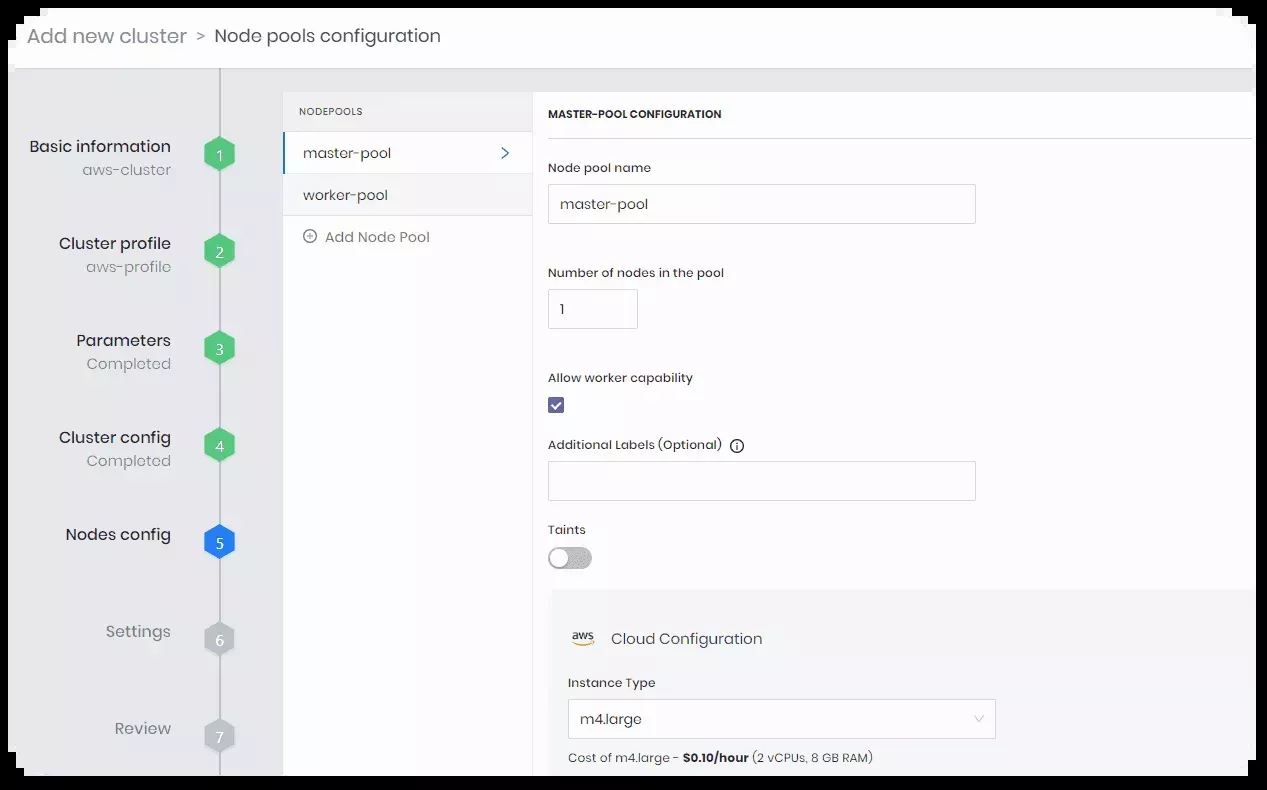 Add new cluster > Node pools configuration
Basic information
aws-cluster
1
Cluster profile
aws-profile
2
Parameters
Completed
3
Cluster config
Completed
4
Nodes config
5
Settings
6
Review
7
NODEPOOLS
master-pool
worker-pool
Add Node Pool
MASTER-POOL CONFIGURATION
Node pool name
master-pool
Number of nodes in the pool
1
Allow worker capability
Additional Labels (Optional)
Taints
aws Cloud Configuration
Instance Type
m4.large
Cost of m4.large - $0.10/hour (2 vCPUs, 8 GB RAM)